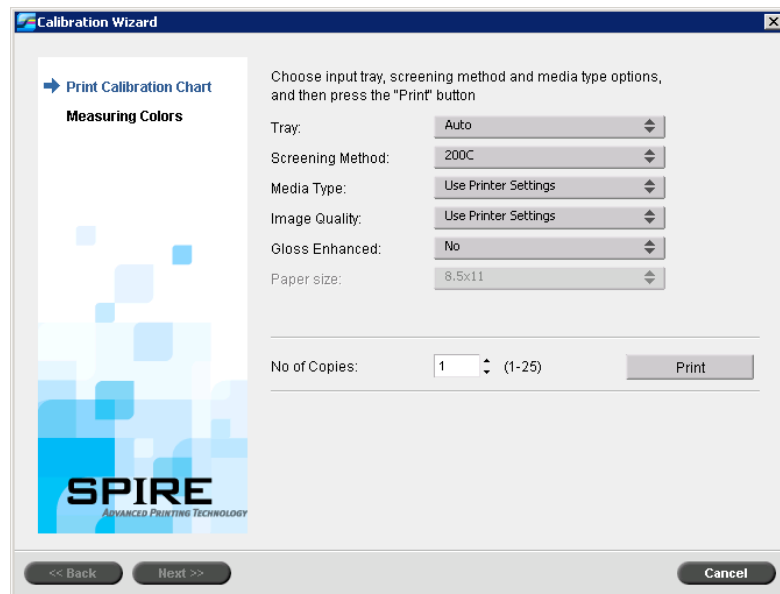 Calibration Wizard
Print Calibration Chart
Measuring Colors
Choose input tray, screening method and media type options,
and then press the "Print" button
Tray: Auto
Screening Method: 200C
Media Type: Use Printer Settings
Image Quality: Use Printer Settings
Gloss Enhanced: No
Paper size: 8.5x11
No of Copies: 1 (1-25) Print
SPIRE
ADVANCED PRINTING TECHNOLOGY
<< Back Next >> Cancel